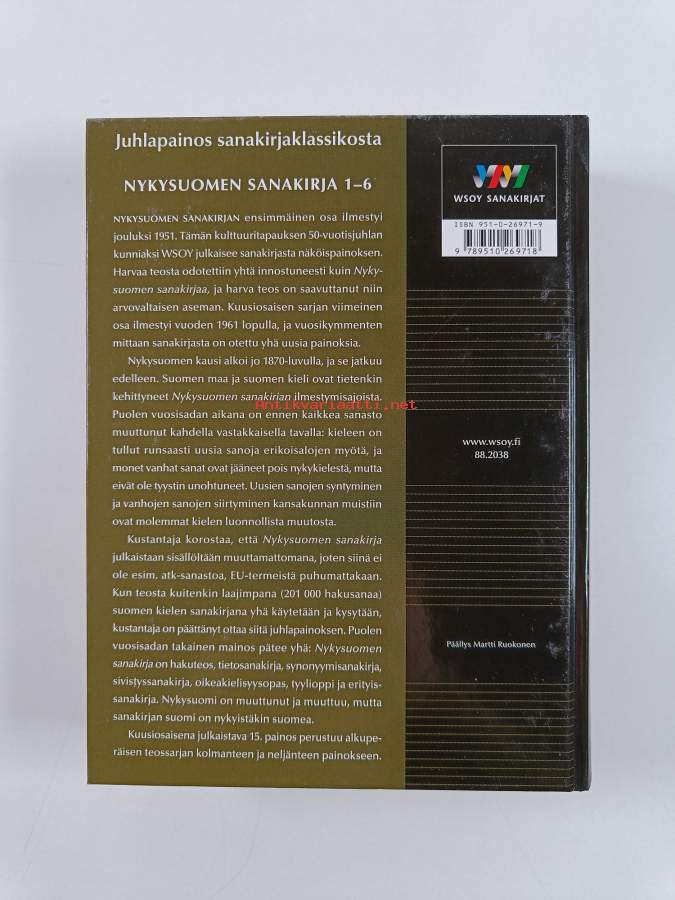 Juhlapainos sanakirjaklassikosta
NYKYSUOMEN SANAKIRJA 1–6
NYKYSUOMEN SANAKIRJAN ensimmäinen osa ilmestyi
jouluksi 1951. Tämän kulttuuritapauksen 50-vuotisjuhlan
kunniaksi WSOY julkaisee sanakirjasta näköispainoksen.
Harvaa teosta odotettiin yhtä innostuneesti kuin Nyky-
suomen sanakirjaa, ja harva teos on saavuttanut niin
arvovaltaisen aseman. Kuusiosaisen sarjan viimeinen
osa ilmestyi vuoden 1961 lopulla, ja vuosikymmenten
mittaan sanakirjasta on otettu yhä uusia painoksia.
Nykysuomen kausi alkoi jo 1870-luvulla, ja se jatkuu
edelleen. Suomen maa ja suomen kieli ovat tietenkin
kehittyneet Nykysuomen sanakirjan ilmestymisajoista.
Puolen vuosisadan aikana on ennen kaikkea sanasto
muuttunut kahdella vastakkaisella tavalla: kieleen on
tullut runsaasti uusia sanoja erikoisalojen myötä, ja
monet vanhat sanat ovat jääneet pois nykykielestä, mutta
eivät ole tyystin unohtuneet. Uusien sanojen syntyminen
ja vanhojen sanojen siirtyminen kansakunnan muistiin
ovat molemmat kielen luonnollista muutosta.
Kustantaja korostaa, että Nykysuomen sanakirja
julkaistaan sisällöltään muuttamattomana, joten siinä ei
ole esim. atk-sanastoa, EU-termeistä puhumattakaan.
Kun teosta kuitenkin laajimpana (201 000 hakusanaa)
suomen kielen sanakirjana yhä käytetään ja kysytään,
kustantaja on päättänyt ottaa siitä juhlapainoksen. Puolen
vuosisadan takainen mainos pätee yhä: Nykysuomen
sanakirja on hakuteos, tietosanakirja, synonyymisanakirja,
sivistyssanakirja, oikeakielisyysopas, tyylioppi ja erityis-
sanakirja. Nykysuomi on muuttunut ja muuttuu, mutta
sanakirjan suomi on nykyistäkin suomea.
Kuusiosaisena julkaistava 15. painos perustuu alkupe-
räisen teossarjan kolmanteen ja neljänteen painokseen.
WSOY SANAKIRJAT
ISBN 951-0-26971-9
9 789510 269718
www.wsoy.fi
88.2038
Päällys Martti Ruokonen
Antikvariaatti.net